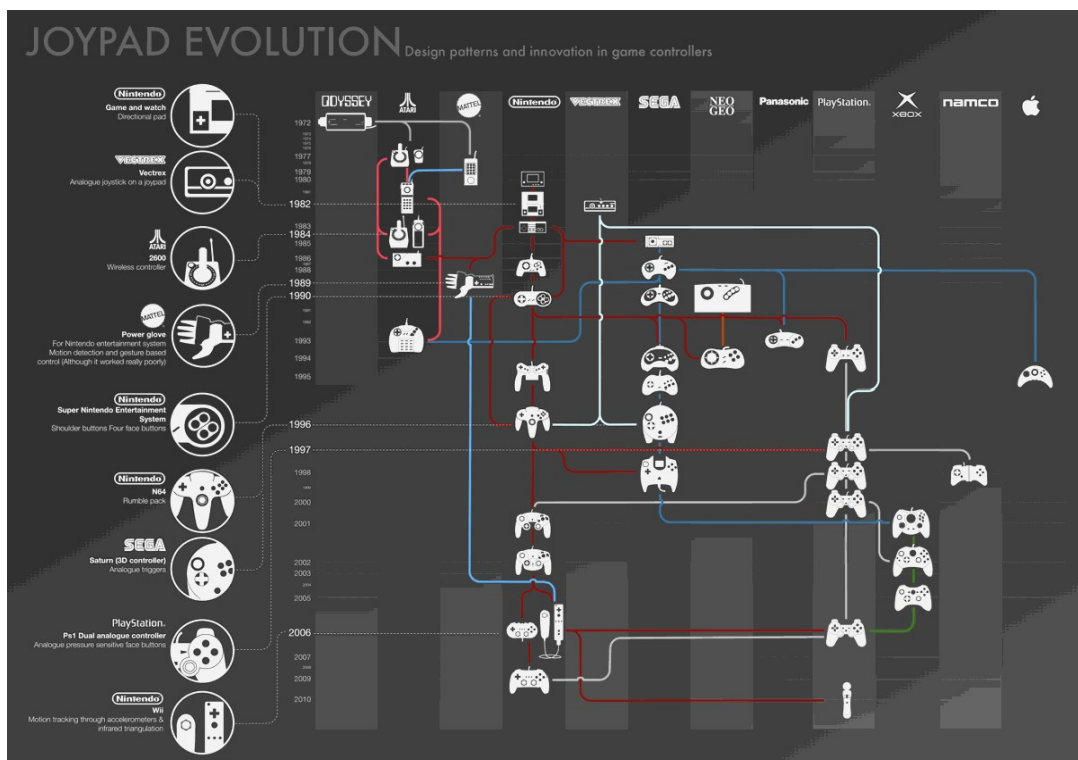 JOYPAD EVOLUTION Design patterns and innovation in game controllers
Nintendo
Game and watch
Directional pad
VECTREX
Vectrex
Analogue joystick on a joypad
ATARI
2600
Wireless controller
MATTEL
Power glove
For Nintendo entertainment system
Motion detection and gesture based
control (Although it worked really poorly)
Nintendo
Super Nintendo Entertainment
System
Shoulder buttons Four face buttons
Nintendo
N64
Rumble pack
SEGA
Saturn (3D controller)
Analogue triggers
PlayStation.
Ps1 Dual analogue controller
Analogue pressure sensitive face buttons
Nintendo
Wii
Motion tracking through accelerometers &
infrared triangulation
ODYSSEY
ATARI
MATTEL
Nintendo
VECTREX
SEGA
NEO
GEO
Panasonic
PlayStation.
XBOX
namco
1972
1977
1979
1980
1982
1983
1984
1985
1986
1988
1989
1990
1993
1994
1995
1996
1997
1998
2000
2001
2002
2003
2005
2006
2007
2009
2010